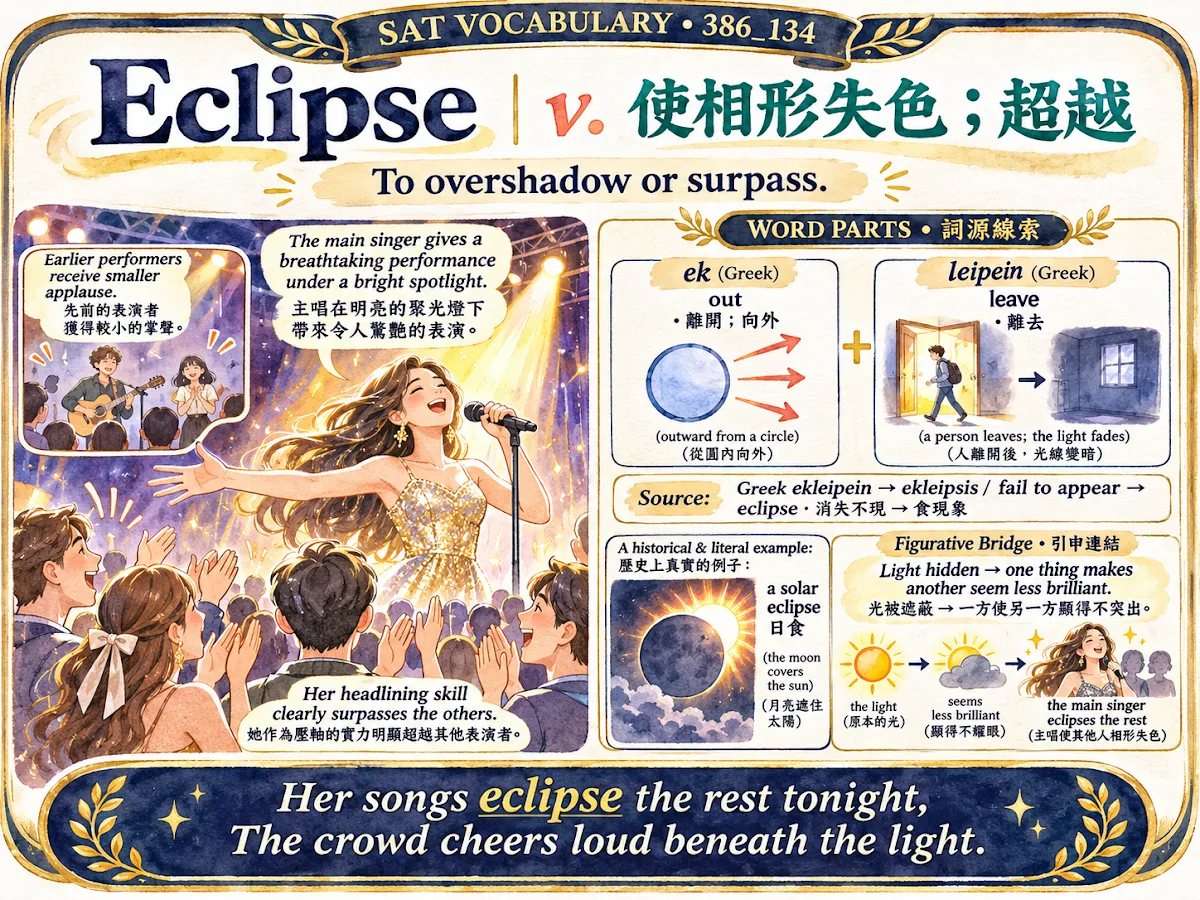 SAT VOCABULARY • 386_134
Eclipse | v. 使相形失色；超越
To overshadow or surpass.
Earlier performers
receive smaller
applause.
先前的表演者
獲得較小的掌聲。
The main singer gives a
breathtaking performance
under a bright spotlight.
主唱在明亮的聚光燈下
帶來令人驚艷的表演。
Her headlining skill
clearly surpasses the others.
她作為壓軸的實力明顯超越其他表演者。
WORD PARTS • 詞源線索
ek (Greek)
out
• 離開；向外
(outward from a circle)
(從圓內向外)
+
leipein (Greek)
leave
• 離去
(a person leaves; the light fades)
(人離開後，光線變暗)
Source:
Greek ekleipein → ekleipsis / fail to appear →
eclipse · 消失不現 → 食現象
A historical & literal example:
歷史上真實的例子：
a solar
eclipse
日食
(the moon
covers
the sun)
(月亮遮住
太陽)
Figurative Bridge • 引申連結
Light hidden → one thing makes
another seem less brilliant.
光被遮蔽 → 一方使另一方顯得不突出。
the light
(原本的光)
seems
less brilliant
(顯得不耀眼)
the main singer
eclipses the rest
(主唱使其他人相形失色)
Her songs eclipse the rest tonight,
The crowd cheers loud beneath the light.